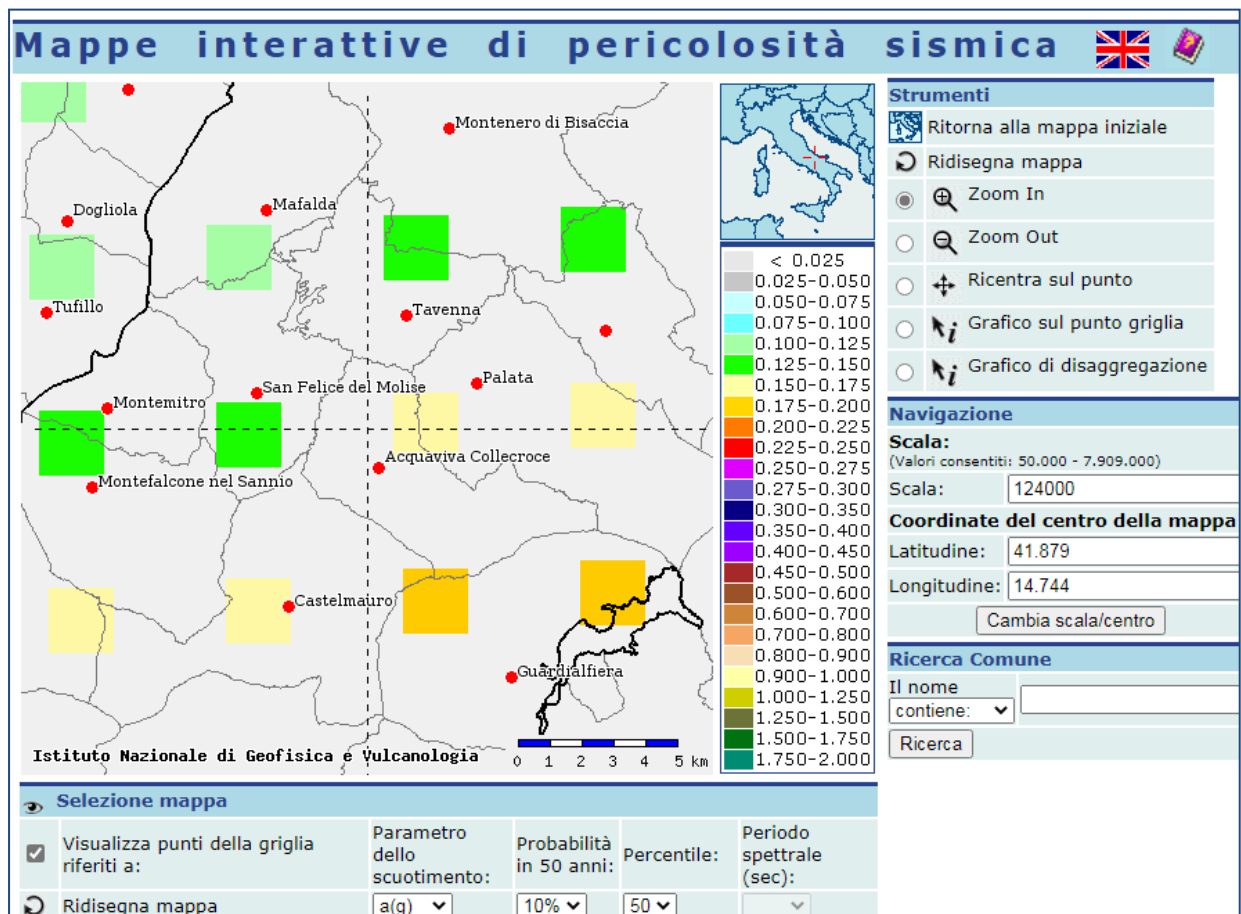 Mappe interattive di pericolosità sismica
Montenero di Bisaccia
Dogliola
Mafalda
Tufillo
Tavenna
San Felice del Molise
Palata
Montemitro
Acquaviva Collecroce
Montefalcone nel Sannio
Castelmauro
Guardialfiera
Istituto Nazionale di Geofisica e Vulcanologia
0 1 2 3 4 5 km
< 0.025
0.025-0.050
0.050-0.075
0.075-0.100
0.100-0.125
0.125-0.150
0.150-0.175
0.175-0.200
0.200-0.225
0.225-0.250
0.250-0.275
0.275-0.300
0.300-0.350
0.350-0.400
0.400-0.450
0.450-0.500
0.500-0.600
0.600-0.700
0.700-0.800
0.800-0.900
0.900-1.000
1.000-1.250
1.250-1.500
1.500-1.750
1.750-2.000
Strumenti
Ritorna alla mappa iniziale
Ridisegna mappa
Zoom In
Zoom Out
Ricentra sul punto
Grafico sul punto griglia
Grafico di disaggregazione
Navigazione
Scala:
(Valori consentiti: 50.000 - 7.909.000)
Scala: 124000
Coordinate del centro della mappa
Latitudine: 41.879
Longitudine: 14.744
Cambia scala/centro
Ricerca Comune
Il nome
contiene:
Ricerca
Selezione mappa
Visualizza punti della griglia
riferiti a:
Parametro
dello
scuotimento:
Probabilità
in 50 anni:
Percentile:
Periodo
spettrale
(sec):
Ridisegna mappa
a(g)
10%
50